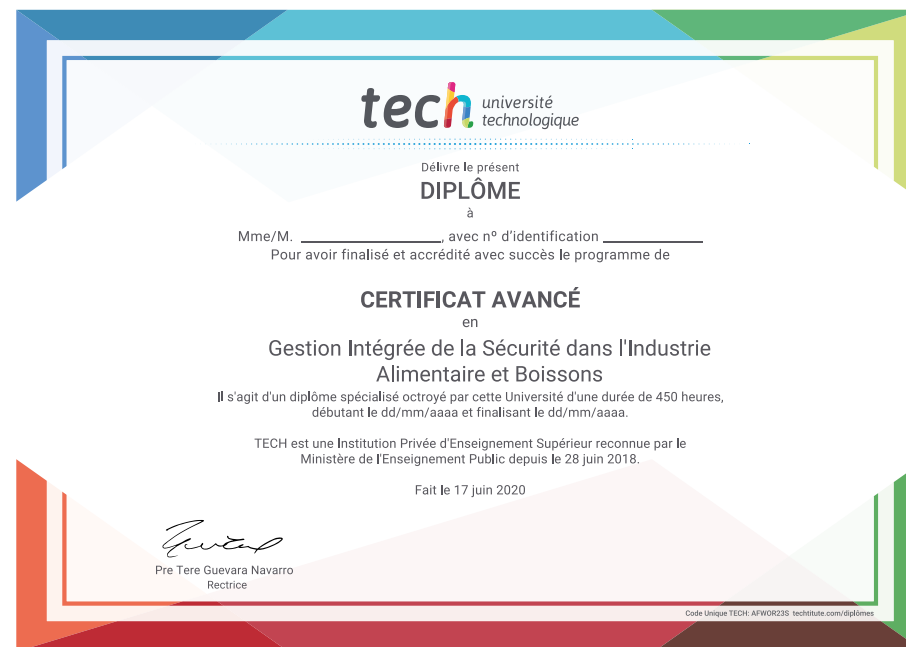 tech université
technologique
Délivre le présent
DIPLÔME
à
Mme/M. ____________________, avec nº d'identification ______________
Pour avoir finalisé et accrédité avec succès le programme de
CERTIFICAT AVANCÉ
en
Gestion Intégrée de la Sécurité dans l'Industrie
Alimentaire et Boissons
Il s'agit d'un diplôme spécialisé octroyé par cette Université d'une durée de 450 heures,
débutant le dd/mm/aaaa et finalisant le dd/mm/aaaa.
TECH est une Institution Privée d'Enseignement Supérieur reconnue par le
Ministère de l'Enseignement Public depuis le 28 juin 2018.
Fait le 17 juin 2020
Pre Tere Guevara Navarro
Rectrice
Code Unique TECH: AFWOR23S techtitute.com/diplômes